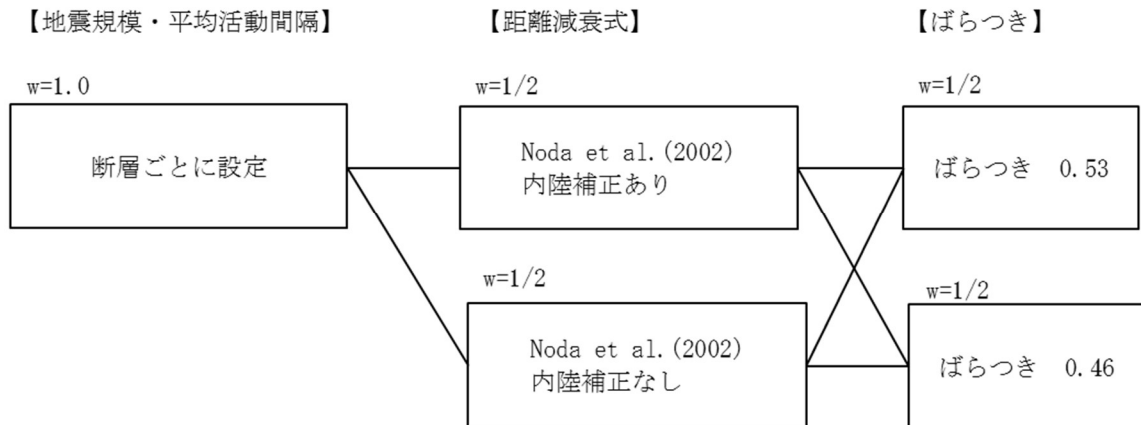 【地震規模・平均活動間隔】
【距離減衰式】
【ばらつき】
w=1.0
断層ごとに設定
w=1/2
Noda et al.(2002)
内陸補正あり
w=1/2
ばらつき　0.53
w=1/2
Noda et al.(2002)
内陸補正なし
w=1/2
ばらつき　0.46